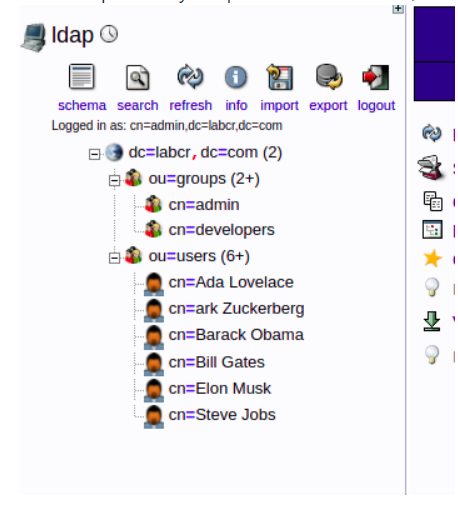 ldap
schema search refresh info import export logout
Logged in as: cn=admin,dc=labcr,dc=com
dc=labcr,dc=com (2)
ou=groups (2+)
cn=admin
cn=developers
ou=users (6+)
cn=Ada Lovelace
cn=ark Zuckerberg
cn=Barack Obama
cn=Bill Gates
cn=Elon Musk
cn=Steve Jobs